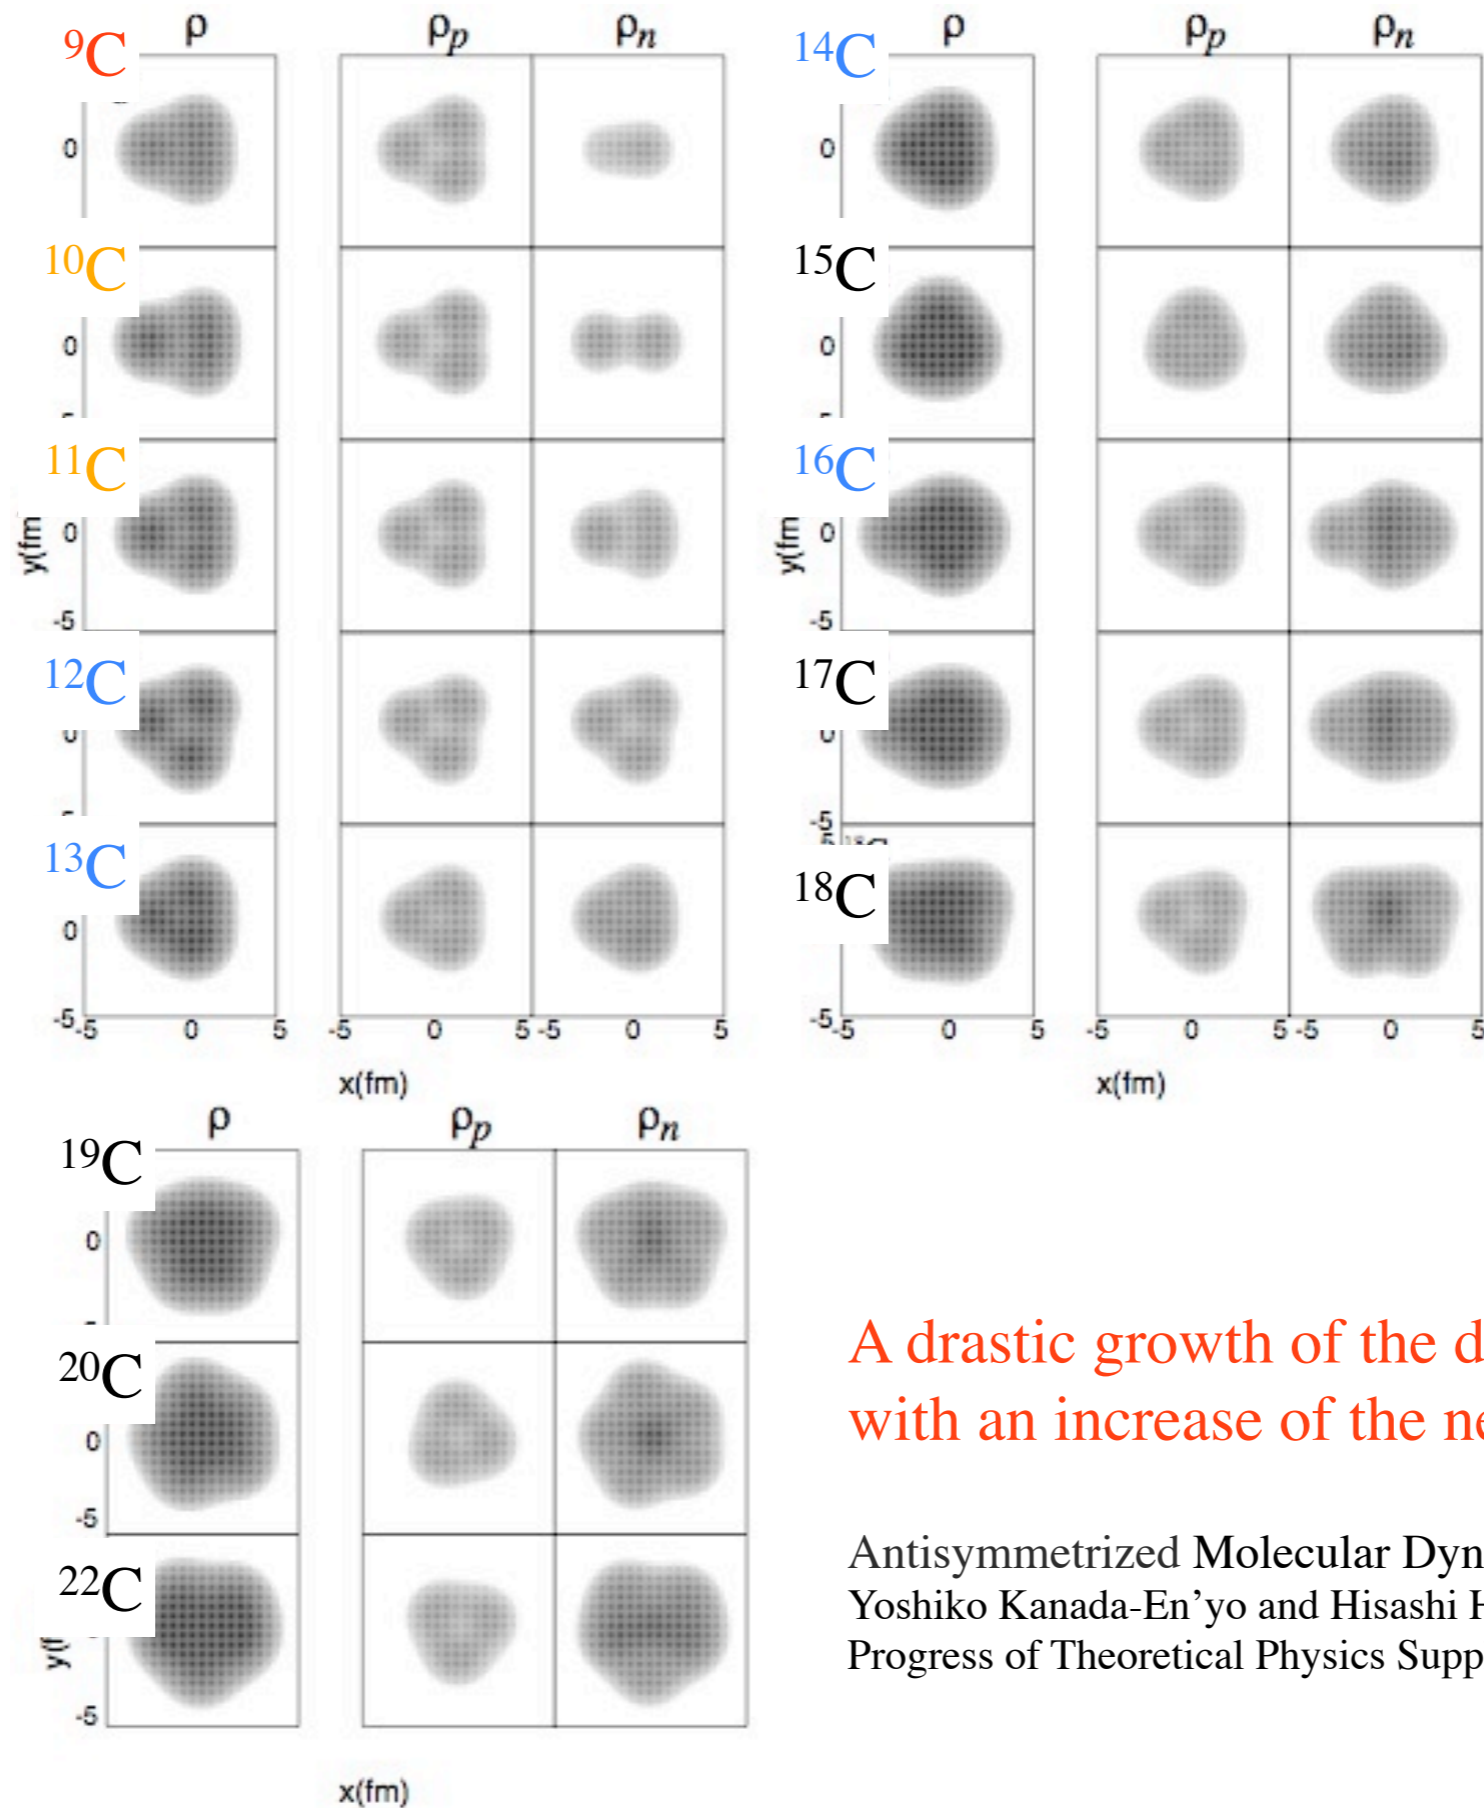 ρ ρp ρn
⁹C
0
¹⁰C
0
¹¹C
y(fm
0
-5
¹²C
¹³C
0
-5
-5 0 5 -5 0 5 -5 0 5
x(fm)
ρ ρp ρn
¹⁴C
0
¹⁵C
0
¹⁶C
y(fm
0
-5
¹⁷C
-5
¹⁸C
-5
-5 0 5 -5 0 5 -5 0 5
x(fm)
ρ ρp ρn
¹⁹C
0
²⁰C
0
-5
²²C
-5
x(fm)
A drastic growth of the d
with an increase of the ne
Antisymmetrized Molecular Dyn
Yoshiko Kanada-En’yo and Hisashi H
Progress of Theoretical Physics Supp